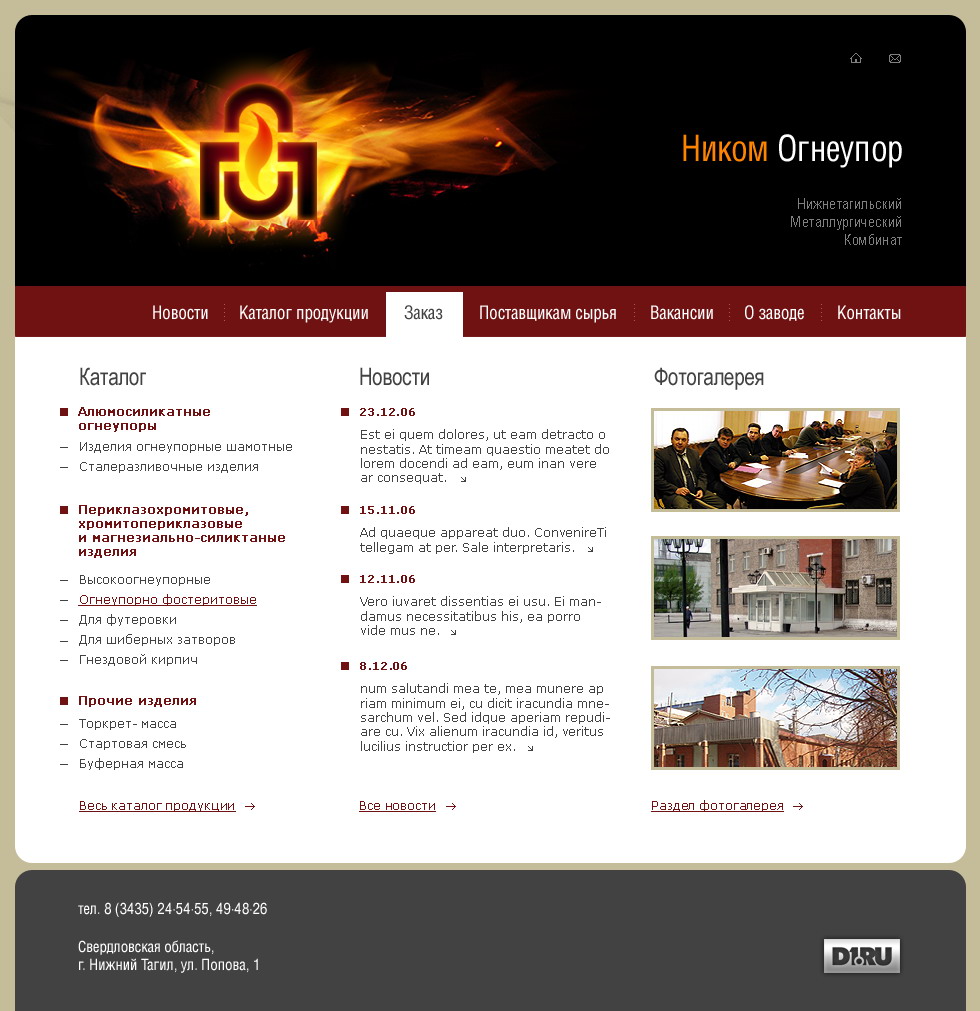 Ником Огнеупор
Нижнетагильский
Металлургический
Комбинат
Новости
Каталог продукции
Заказ
Поставщикам сырья
Вакансии
О заводе
Контакты
Каталог
Алюмосиликатные
огнеупоры
Изделия огнеупорные шамотные
Сталеразливочные изделия
Периклазохромитовые,
хромитопериклазовые
и магнезиально-силиктаные
изделия
Высокоогнеупорные
Огнеупорно фостеритовые
Для футеровки
Для шиберных затворов
Гнездовой кирпич
Прочие изделия
Торкрет- масса
Стартовая смесь
Буферная масса
Весь каталог продукции
Новости
23.12.06
Est ei quem dolores, ut eam detracto o
nestatis. At timeam quaestio meatet do
lorem docendi ad eam, eum inan vere
ar consequat.
15.11.06
Ad quaeque appareat duo. ConvenireTi
tellegam at per. Sale interpretaris.
12.11.06
Vero iuvaret dissentias ei usu. Ei man-
damus necessitatibus his, ea porro
vide mus ne.
8.12.06
num salutandi mea te, mea munere ap
riam minimum ei, cu dicit iracundia mne-
sarchum vel. Sed idque aperiam repudi-
are cu. Vix alienum iracundia id, veritus
lucilius instructior per ex.
Все новости
Фотогалерея
Раздел фотогалерея
тел. 8 (3435) 24-54-55, 49-48-26
Свердловская область,
г. Нижний Тагил, ул. Попова, 1
D1.RU